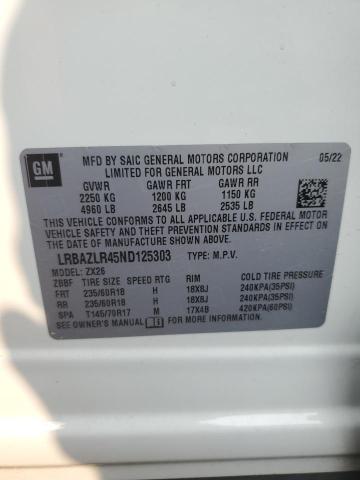 GM
MFD BY SAIC GENERAL MOTORS CORPORATION 05/22
LIMITED FOR GENERAL MOTORS LLC
GVWR GAWR FRT GAWR RR
2250 KG 1200 KG 1150 KG
4960 LB 2645 LB 2535 LB
THIS VEHICLE CONFORMS TO ALL APPLICABLE U.S. FEDERAL MOTOR
VEHICLE SAFETY, BUMPER, AND THEFT PREVENTION STANDARDS IN
EFFECT ON THE DATE OF MANUFACTURE SHOWN ABOVE.
LRBAZLR45ND125303 TYPE: M.P.V.
MODEL: ZX26
ZBBF TIRE SIZE SPEED RTG RIM COLD TIRE PRESSURE
FRT 235/60R18 H 18X8J 240KPA(35PSI)
RR 235/60R18 H 18X8J 240KPA(35PSI)
SPA T145/70R17 M 17X4B 420KPA(60PSI)
SEE OWNER'S MANUAL FOR MORE INFORMATION.